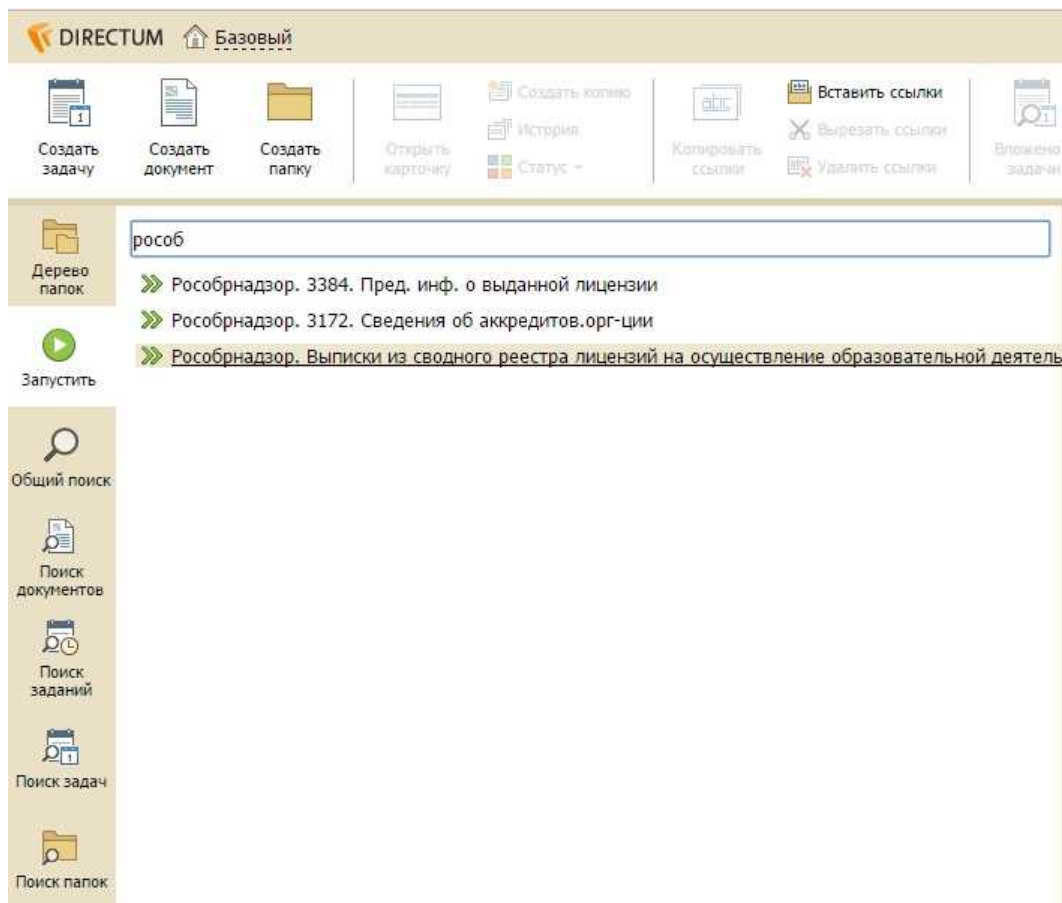 DIRECTUM Базовый
Создать задачу
Создать документ
Создать папку
Открыть карточку
Создать копию
История
Статус
Копировать ссылки
abc
Вставить ссылки
Вырезать ссылки
Удалить ссылки
Вложено
задачи
Дерево
папок
рособ
Рособрнадзор. 3384. Пред. инф. о выданной лицензии
Рособрнадзор. 3172. Сведения об аккредитов.орг-ции
Рособрнадзор. Выписки из сводного реестра лицензий на осуществление образовательной деятель
Запустить
Общий поиск
Поиск
документов
Поиск
заданий
Поиск задач
Поиск папок